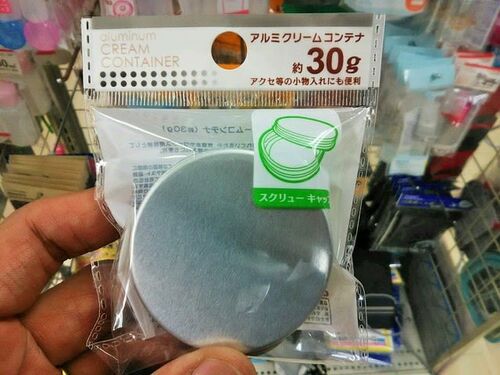 aluminum
CREAM
CONTAINER
アルミクリームコンテナ
約30g
アクセ等の小物入れにも便利
スクリュー キャップ